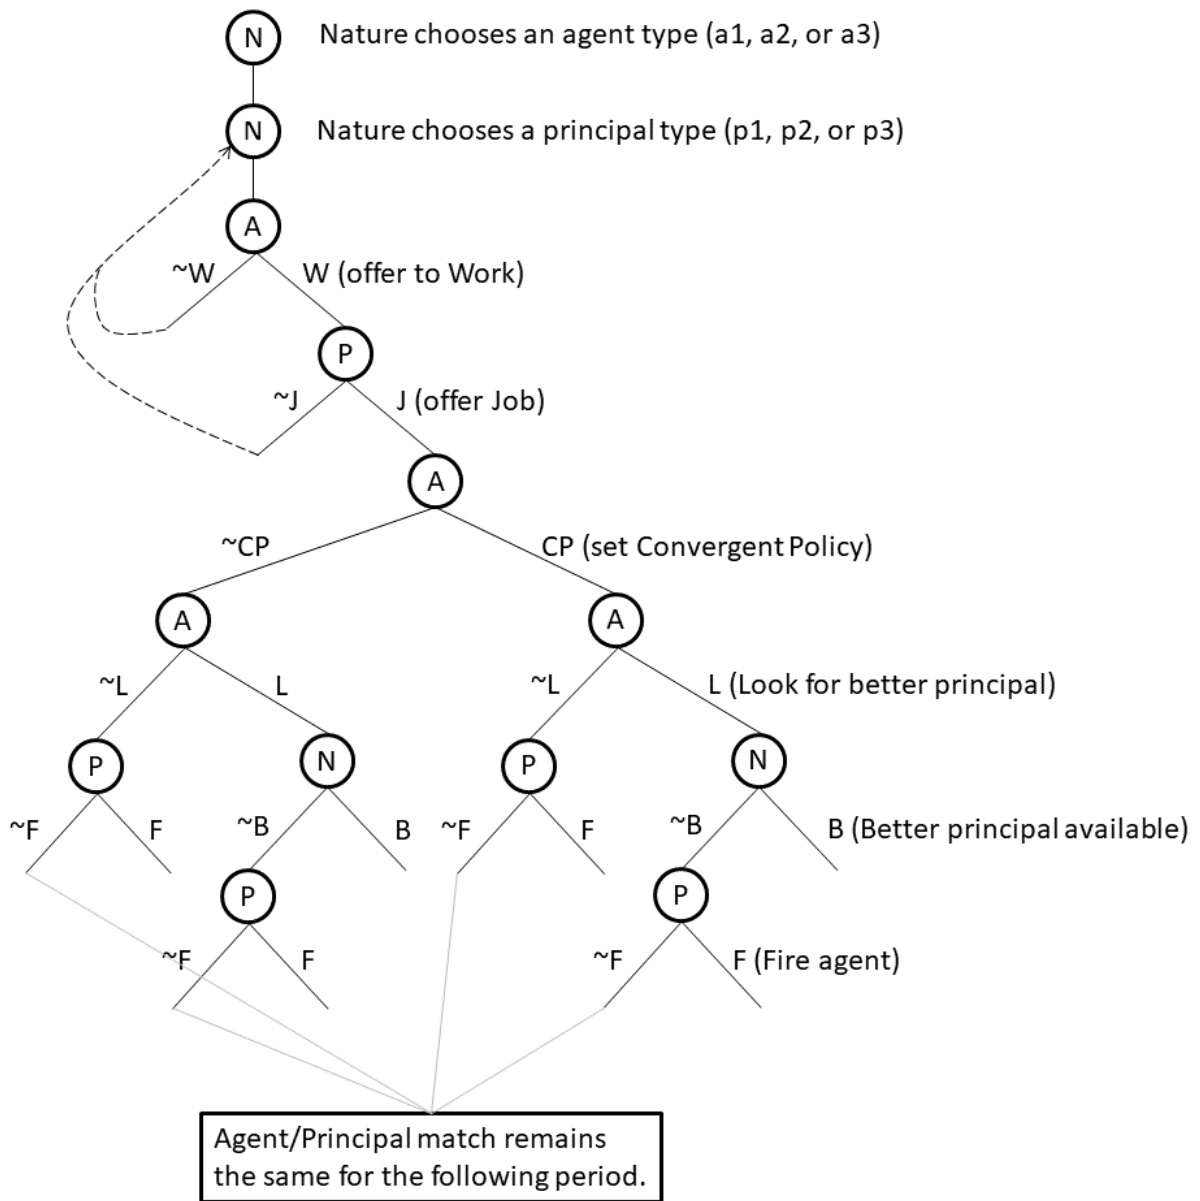 N Nature chooses an agent type (a1, a2, or a3)
N Nature chooses a principal type (p1, p2, or p3)
A
~W W (offer to Work)
P
~J J (offer Job)
A
~CP CP (set Convergent Policy)
A A
~L L ~L L (Look for better principal)
P N P N
~F F ~B B ~F F ~B B (Better principal available)
P P
~F F ~F F (Fire agent)
Agent/Principal match remains
the same for the following period.